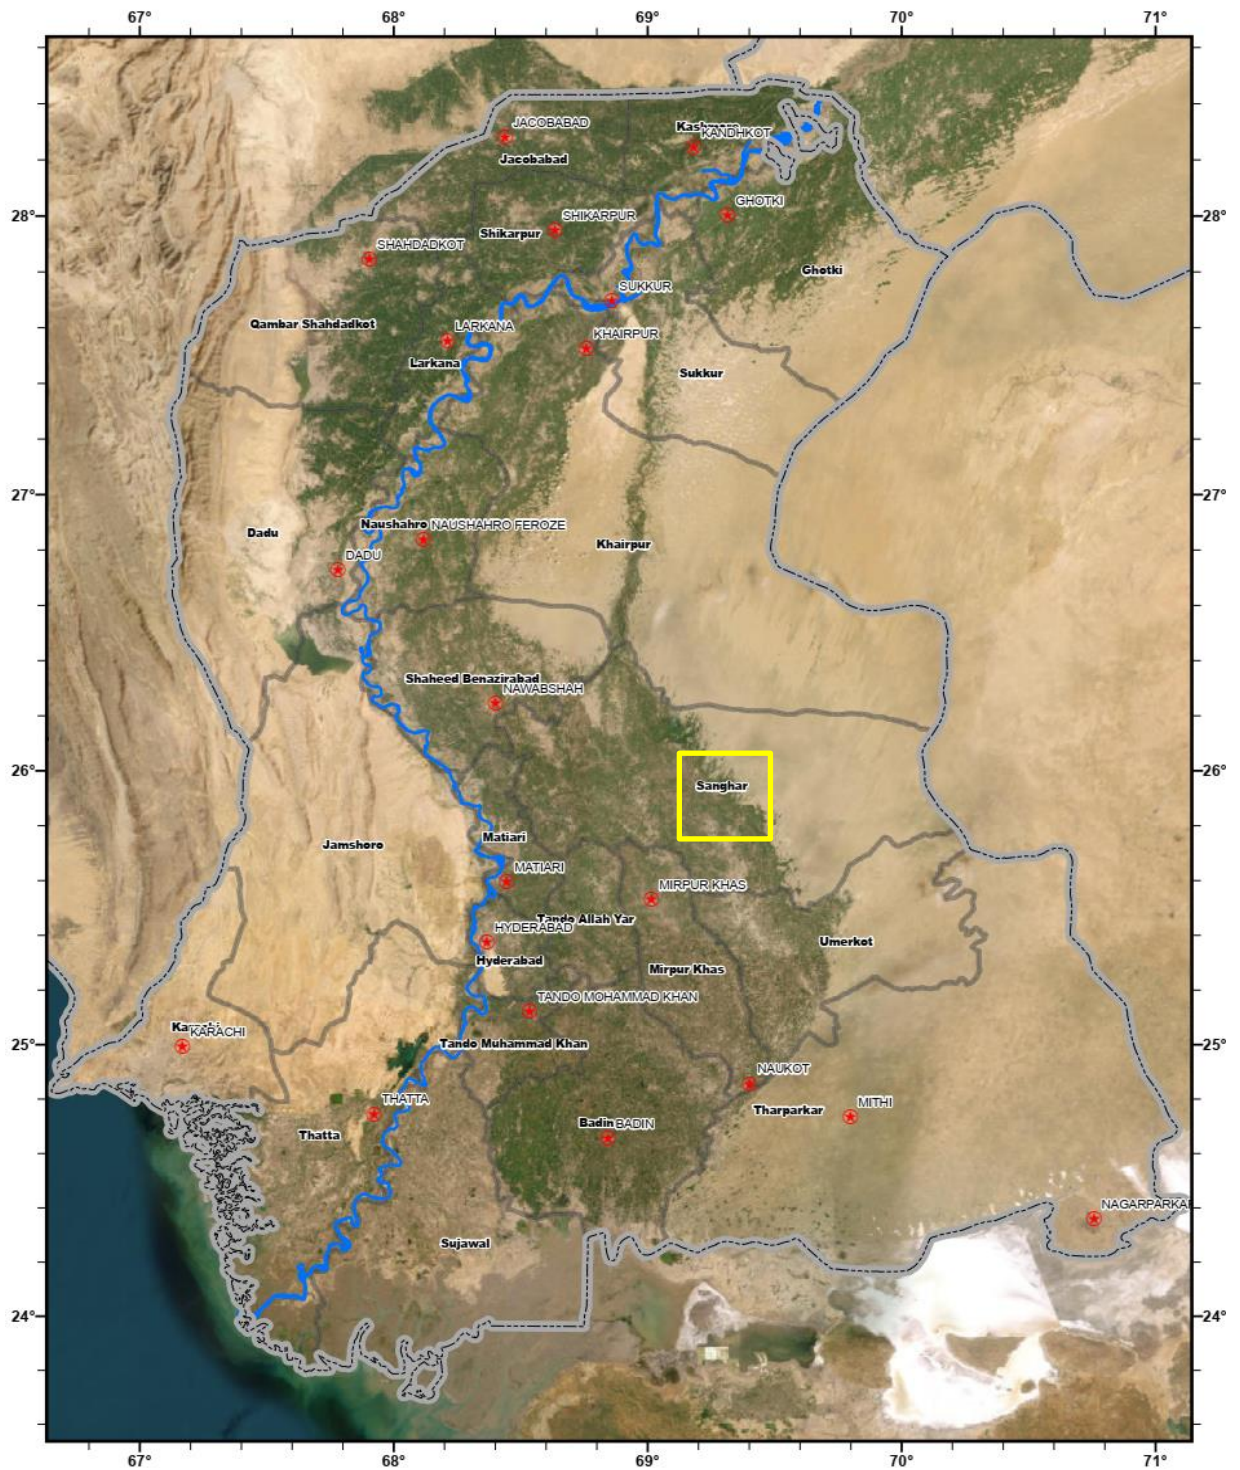 67° 68° 69° 70° 71°
JACOBABAD
Jacobabad
KANDHKOT
28° 28°
GHOTKI
SHIKARPUR
Shikarpur
SHAHDADKOT
Ghotki
SUKKUR
Qambar Shahdadkot
LARKANA
KHAIRPUR
Larkana
Sukkur
27° 27°
Naushahro NAUSHAHRO FEROZE
Dadu
Khairpur
DADU
Shaheed Benazirabad
NAWABSHAH
26° 26°
Sanghar
Matiari
Jamshoro
MATIARI
MIRPUR KHAS
Tando Allah Yar
HYDERABAD
Umerkot
Hyderabad
Mirpur Khas
TANDO MOHAMMAD KHAN
KARACHI
25° 25°
Tando Muhammad Khan
NAUKOT
THATTA
Tharparkar
MITHI
Badin BADIN
Thatta
NAGARPARKA
Sujawal
24° 24°
67° 68° 69° 70° 71°